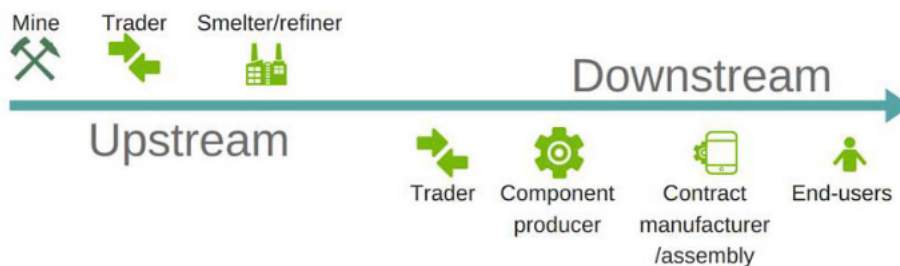 Mine Trader Smelter/refiner
Downstream
Upstream
Trader Component producer Contract manufacturer /assembly End-users